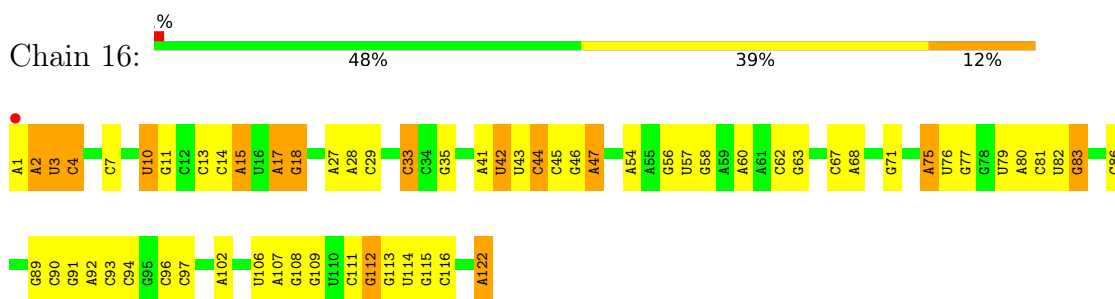 .%
Chain 16:
48% 39% 12%
A1 A2 U3 C4 C7 U10 G11 C12 C13 C14 A15 U16 A17 G18 A27 A28 C29 C33 C34 G35 A41 U42 U43 C44 C45 G46 A47 A54 A55 G56 U57 G58 A59 A60 A61 C62 G63 C67 A68 G71 A75 U76 G77 G78 U79 A80 C81 U82 G83
G89 C90 G91 A92 C93 C94 G95 C96 C97 A102 U106 A107 G108 G109 U110 C111 G112 G113 U114 G115 C116 A122